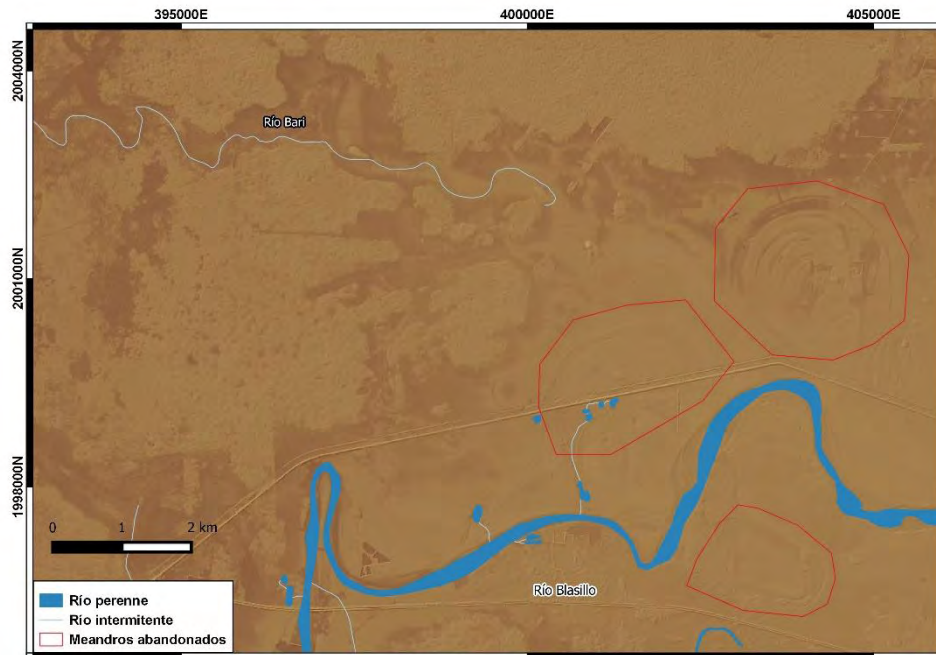 395000E 400000E 405000E
2004000N
Río Bari
2001000N
1998000N
0 1 2 km
Río perenne
Río Blasillo
Río intermitente
Meandros abandonados